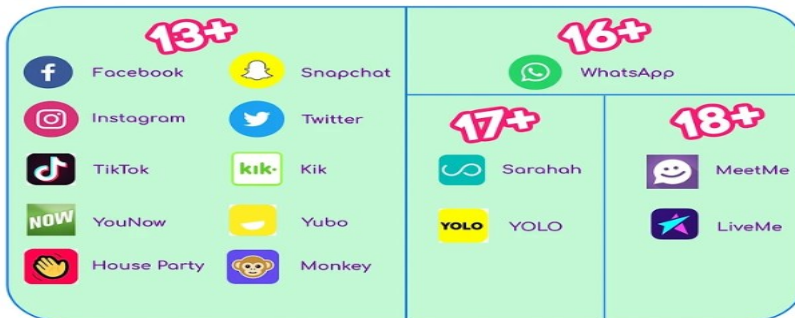 13+
Facebook
Snapchat
Instagram
Twitter
TikTok
kik·
Kik
NOW
YouNow
Yubo
House Party
Monkey
16+
WhatsApp
17+
Sarahah
YOLO
YOLO
18+
MeetMe
LiveMe